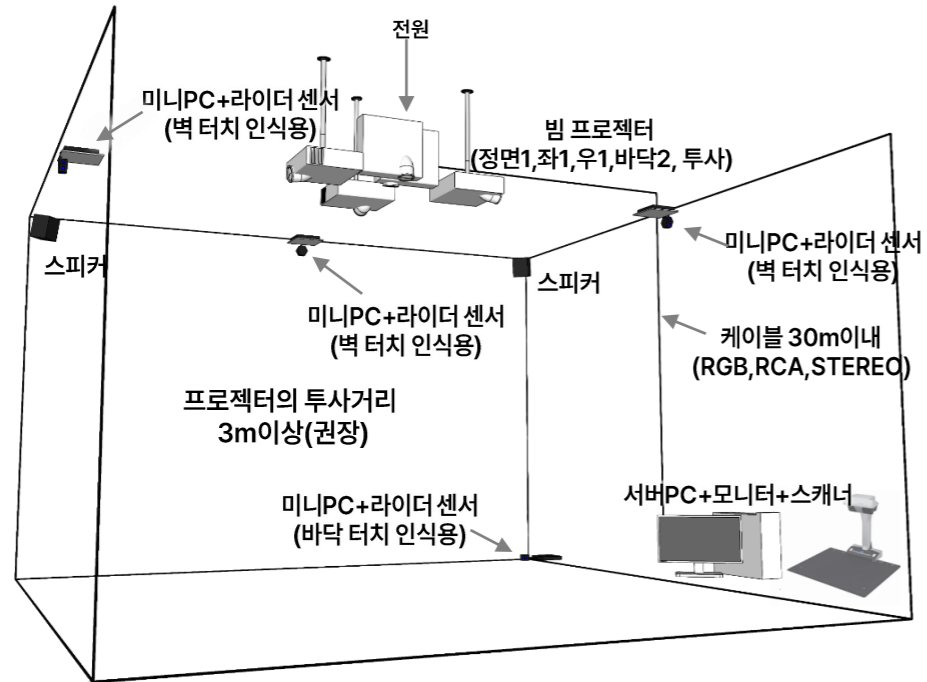 전원
미니PC+라이더 센서
(벽 터치 인식용)
빔 프로젝터
(정면1,좌1,우1,바닥2, 투사)
스피커
스피커
미니PC+라이더 센서
(벽 터치 인식용)
미니PC+라이더 센서
(벽 터치 인식용)
케이블 30m이내
(RGB,RCA,STEREO)
프로젝터의 투사거리
3m이상(권장)
미니PC+라이더 센서
(바닥 터치 인식용)
서버PC+모니터+스캐너